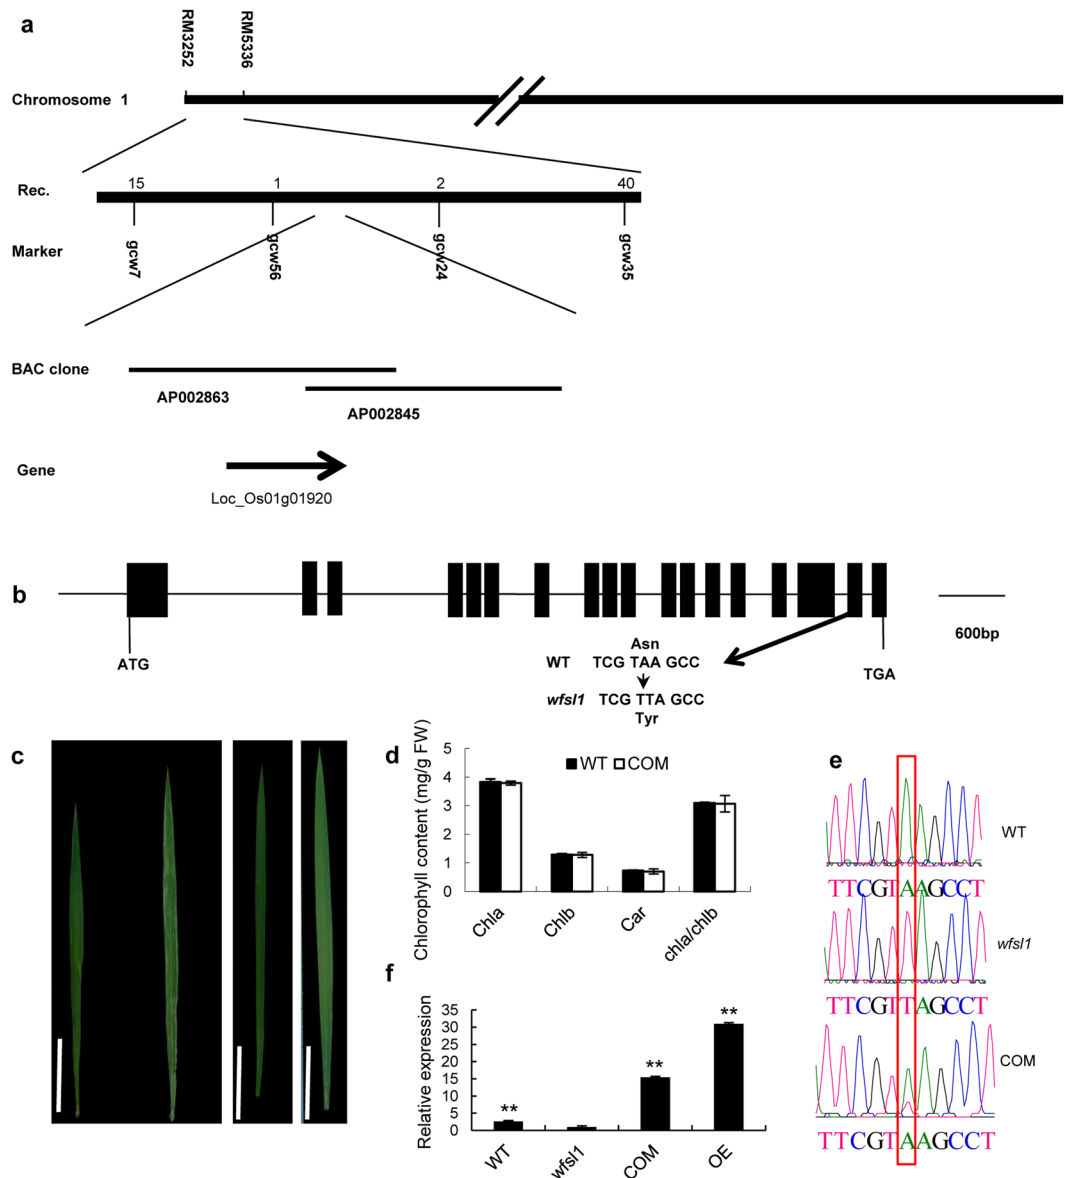 a
RM3252
RM5336
Chromosome 1
Rec.
15
1
2
40
Marker
gcw7
gcw56
gcw24
gcw35
BAC clone
AP002863
AP002845
Gene
Loc_Os01g01920
b
600bp
ATG
TGA
Asn
WT TCG TAA GCC
wfsl1 TCG TTA GCC
Tyr
c
d
Chlorophyll content (mg/g FW)
5
4
3
2
1
0
WT
COM
Chla
Chlb
Car
chla/chlb
e
WT
TTCGTAAGCCT
wfsl1
TTCGTTAGCCT
COM
TTCGTAAGCCT
f
Relative expression
35
30
25
20
15
10
5
0
**
**
**
WT
wfsl1
COM
OE